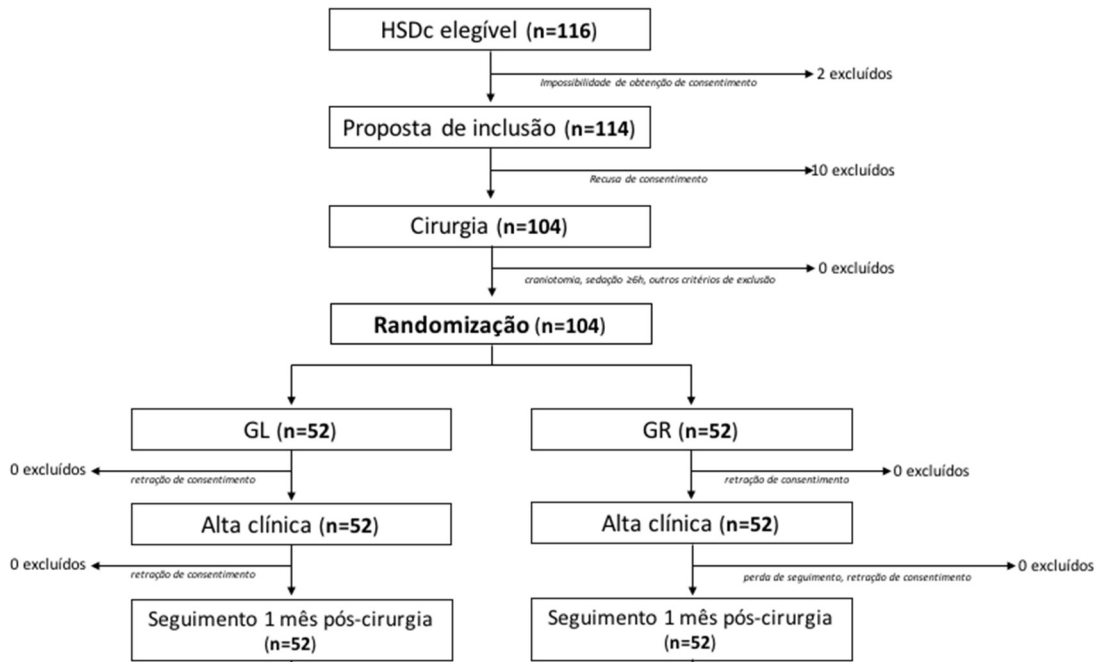 HSDc elegível (n=116)
2 excluídos
Impossibilidade de obtenção de consentimento
Proposta de inclusão (n=114)
10 excluídos
Recusa de consentimento
Cirurgia (n=104)
0 excluídos
craniotomia, sedação ≥6h, outros critérios de exclusão
Randomização (n=104)
GL (n=52)
GR (n=52)
0 excluídos
retração de consentimento
0 excluídos
retração de consentimento
Alta clínica (n=52)
Alta clínica (n=52)
0 excluídos
retração de consentimento
0 excluídos
perda de seguimento, retração de consentimento
Seguimento 1 mês pós-cirurgia
(n=52)
Seguimento 1 mês pós-cirurgia
(n=52)